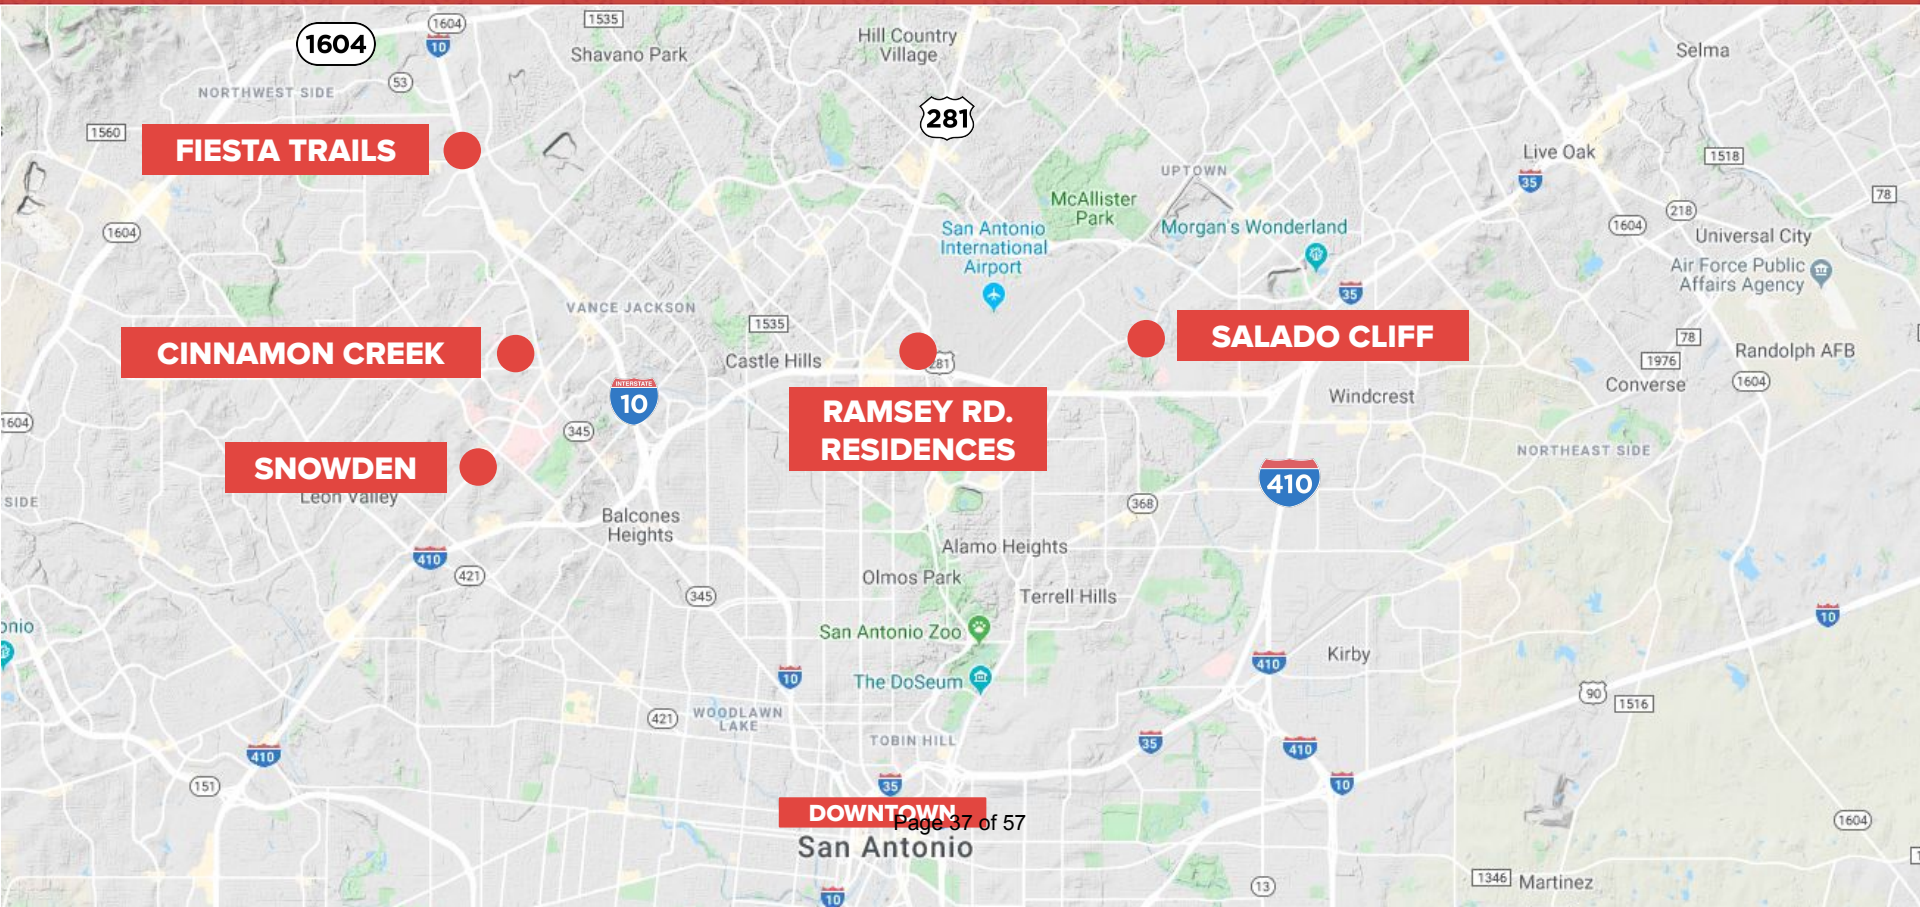 1604
1535
1604
10
Shavano Park
Hill Country
Village
Selma
1604
53
NORTHWEST SIDE
281
1560
FIESTA TRAILS
Live Oak
1518
UPTOWN
35
78
McAllister
Park
218
1604
1604
San Antonio
International
Airport
Morgan's Wonderland
Universal City
Air Force Public
Affairs Agency
35
VANCE JACKSON
1535
SALADO CLIFF
78
CINNAMON CREEK
Castle Hills
281
1976
Randolph AFB
Converse
1604
INTERSTATE
10
Windcrest
RAMSEY RD.
RESIDENCES
1604
345
NORTHEAST SIDE
SNOWDEN
Leon Valley
410
SIDE
368
Balcones
Heights
Alamo Heights
410
421
Olmos Park
345
Terrell Hills
10
onio
San Antonio Zoo
410
Kirby
10
The DoSeum
90
1516
421
WOODLAWN
LAKE
TOBIN HILL
35
410
410
151
35
10
DOWNTOWN
Page 37 of 57
1604
San Antonio
13
1346
Martinez
10